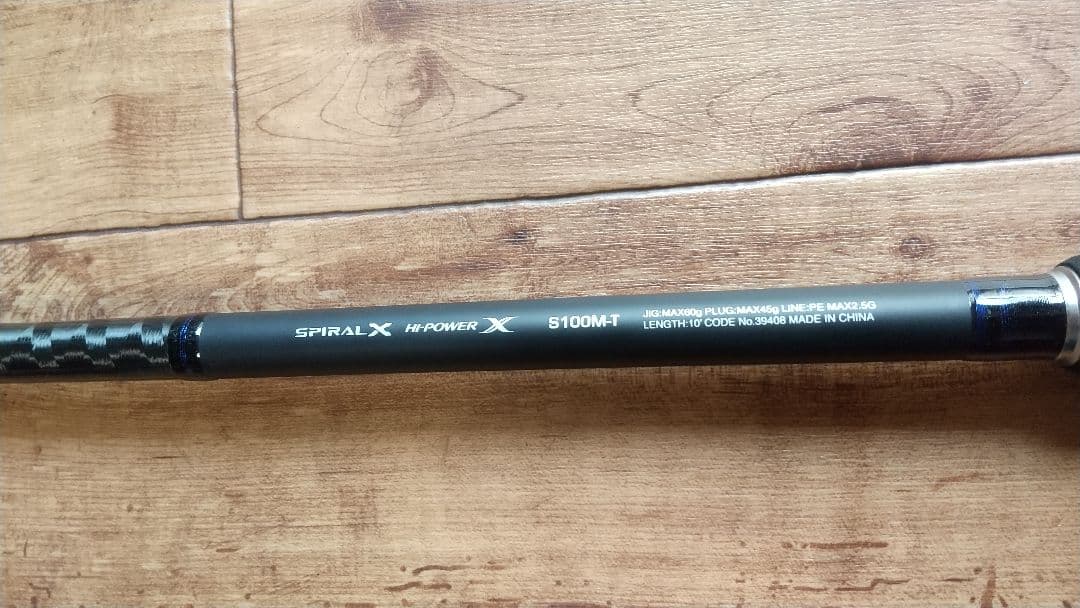 SPIRAL X HI-POWER X S100M-T
JIG:MAX60g PLUG:MAX45g LINE:PE MAX2.5G
LENGTH:10' CODE No.39408 MADE IN CHINA